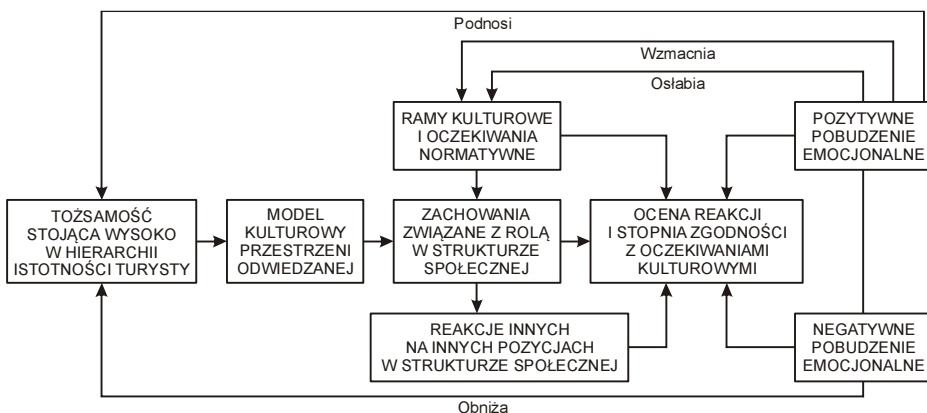 Podnosi
Wzmacnia
Osłabia
RAMY KULTUROWE
I OCZEKIWANIA
NORMATYWNE
POZYTYWNE
POBUDZENIE
EMOCJONALNE
TOŻSAMOŚĆ
STOJĄCA WYSOKO
W HIERARCHII
ISTOTNOŚCI TURYSTY
MODEL
KULTUROWY
PRZESTRZENI
ODWIEDZANEJ
ZACHOWANIA
ZWIĄZANE Z ROLĄ
W STRUKTURZE
SPOŁECZNEJ
OCENA REAKCJI
I STOPNIA ZGODNOŚCI
Z OCZEKIWANIAMI
KULTUROWYMI
REAKCJE INNYCH
NA INNYCH POZYCJACH
W STRUKTURZE SPOŁECZNEJ
NEGATYWNE
POBUDZENIE
EMOCJONALNE
Obniża